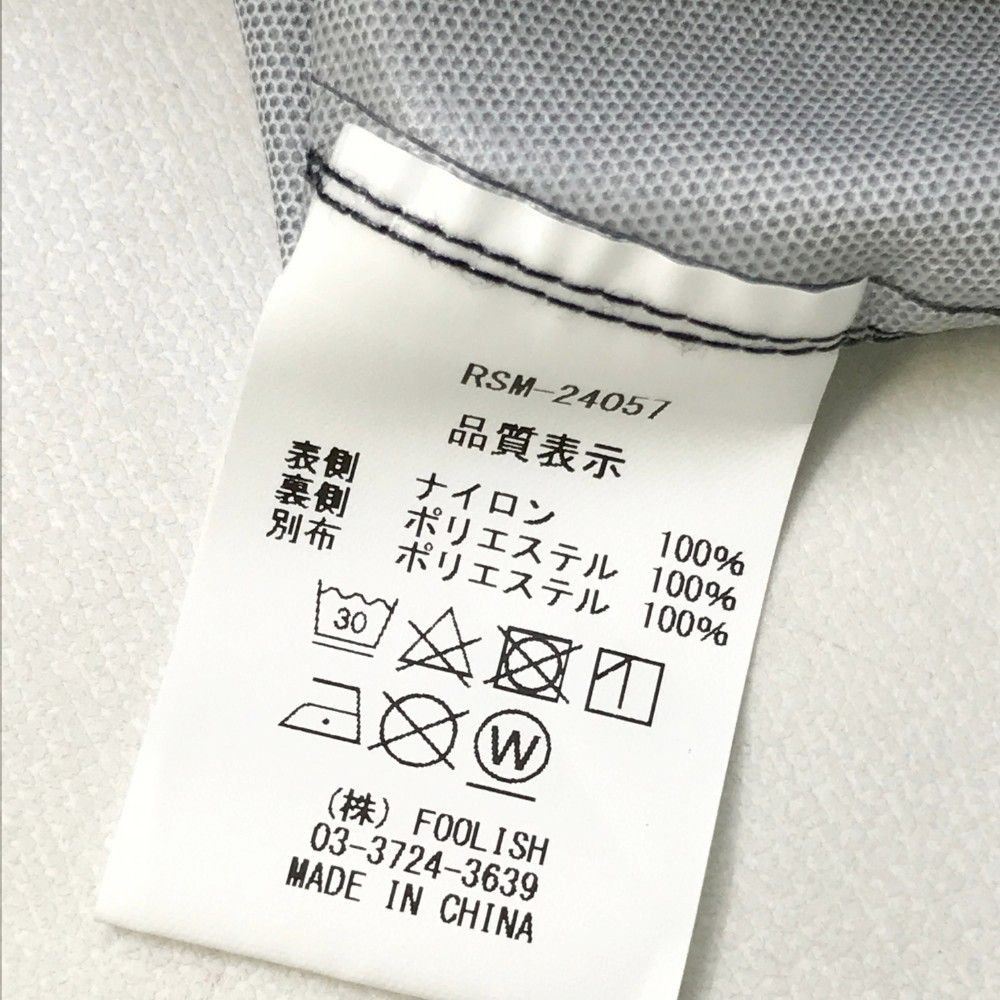 RSM-24057
品質表示
表側 ナイロン 100%
裏側 ポリエステル 100%
別布 ポリエステル 100%
30
W
(株) FOOLISH
03-3724-3639
MADE IN CHINA